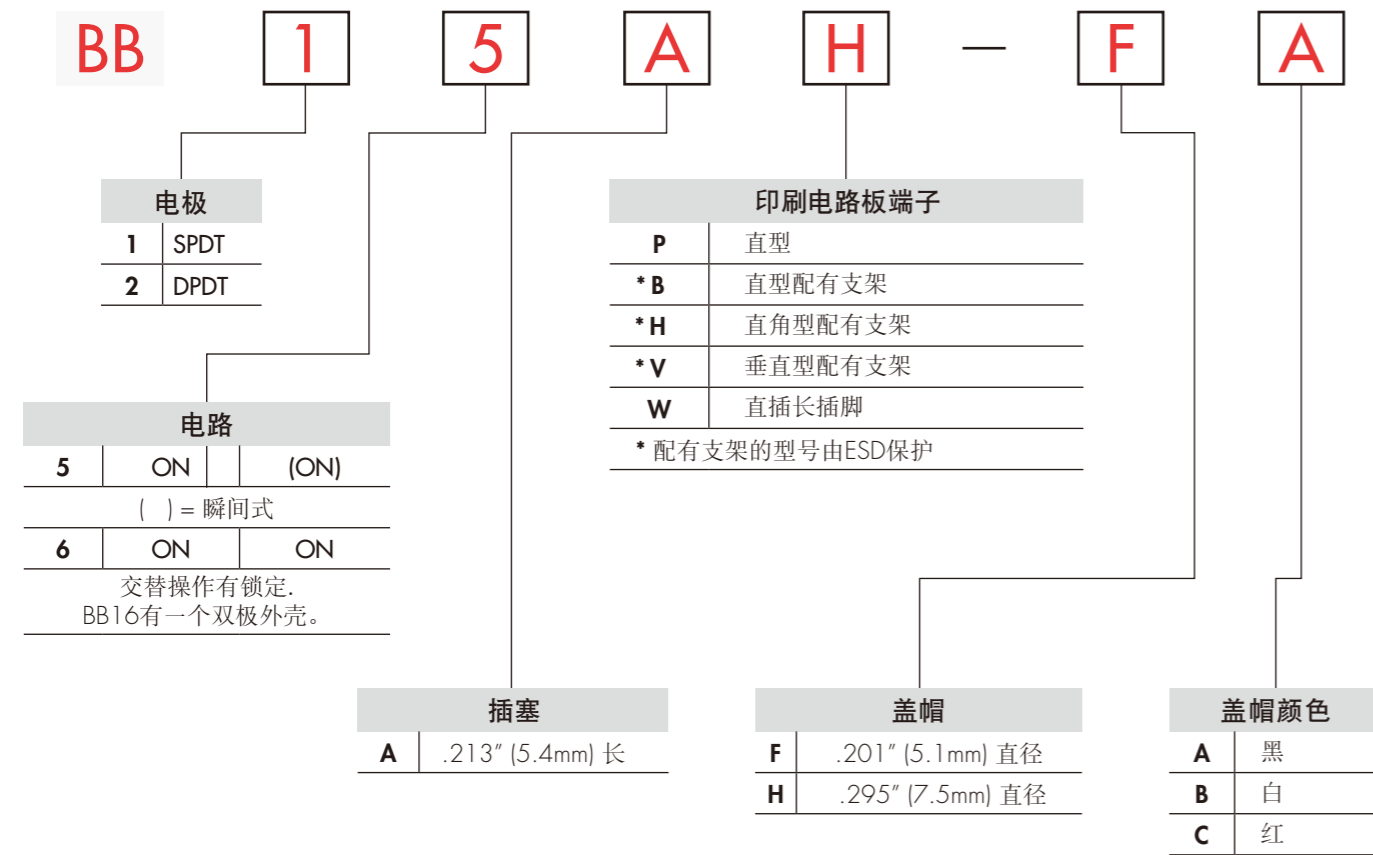 BB 1 5 A H — F A
电极
1 SPDT
2 DPDT
印刷电路板端子
P 直型
* B 直型配有支架
* H 直角型配有支架
* V 垂直型配有支架
W 直插长插脚
* 配有支架的型号由ESD保护
电路
5 ON (ON)
( ) = 瞬间式
6 ON ON
交替操作有锁定.
BB16有一个双极外壳。
插塞
A .213” (5.4mm) 长
盖帽
F .201” (5.1mm) 直径
H .295” (7.5mm) 直径
盖帽颜色
A 黑
B 白
C 红